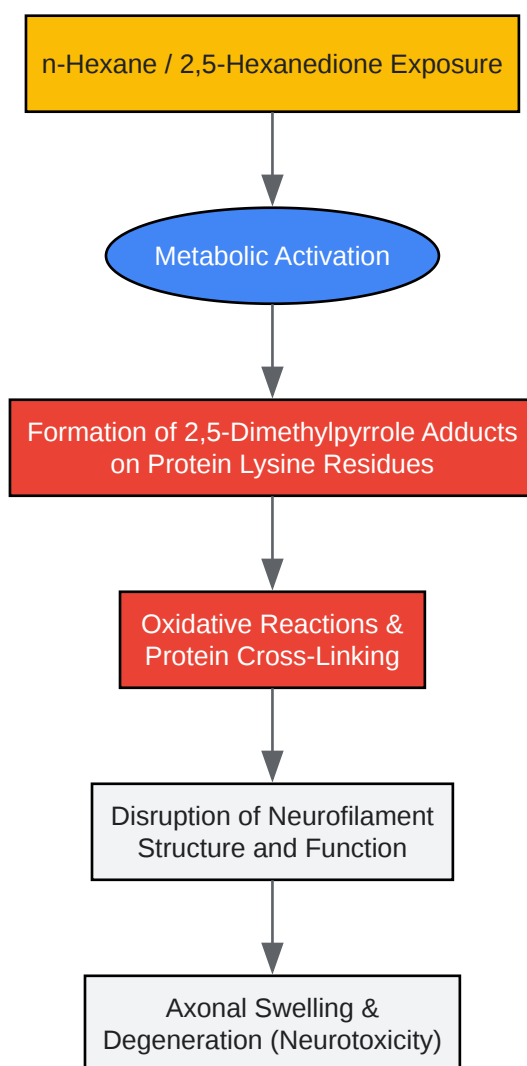 n-Hexane / 2,5-Hexanedione Exposure
Metabolic Activation
Formation of 2,5-Dimethylpyrrole Adducts
on Protein Lysine Residues
Oxidative Reactions &
Protein Cross-Linking
Disruption of Neurofilament
Structure and Function
Axonal Swelling &
Degeneration (Neurotoxicity)